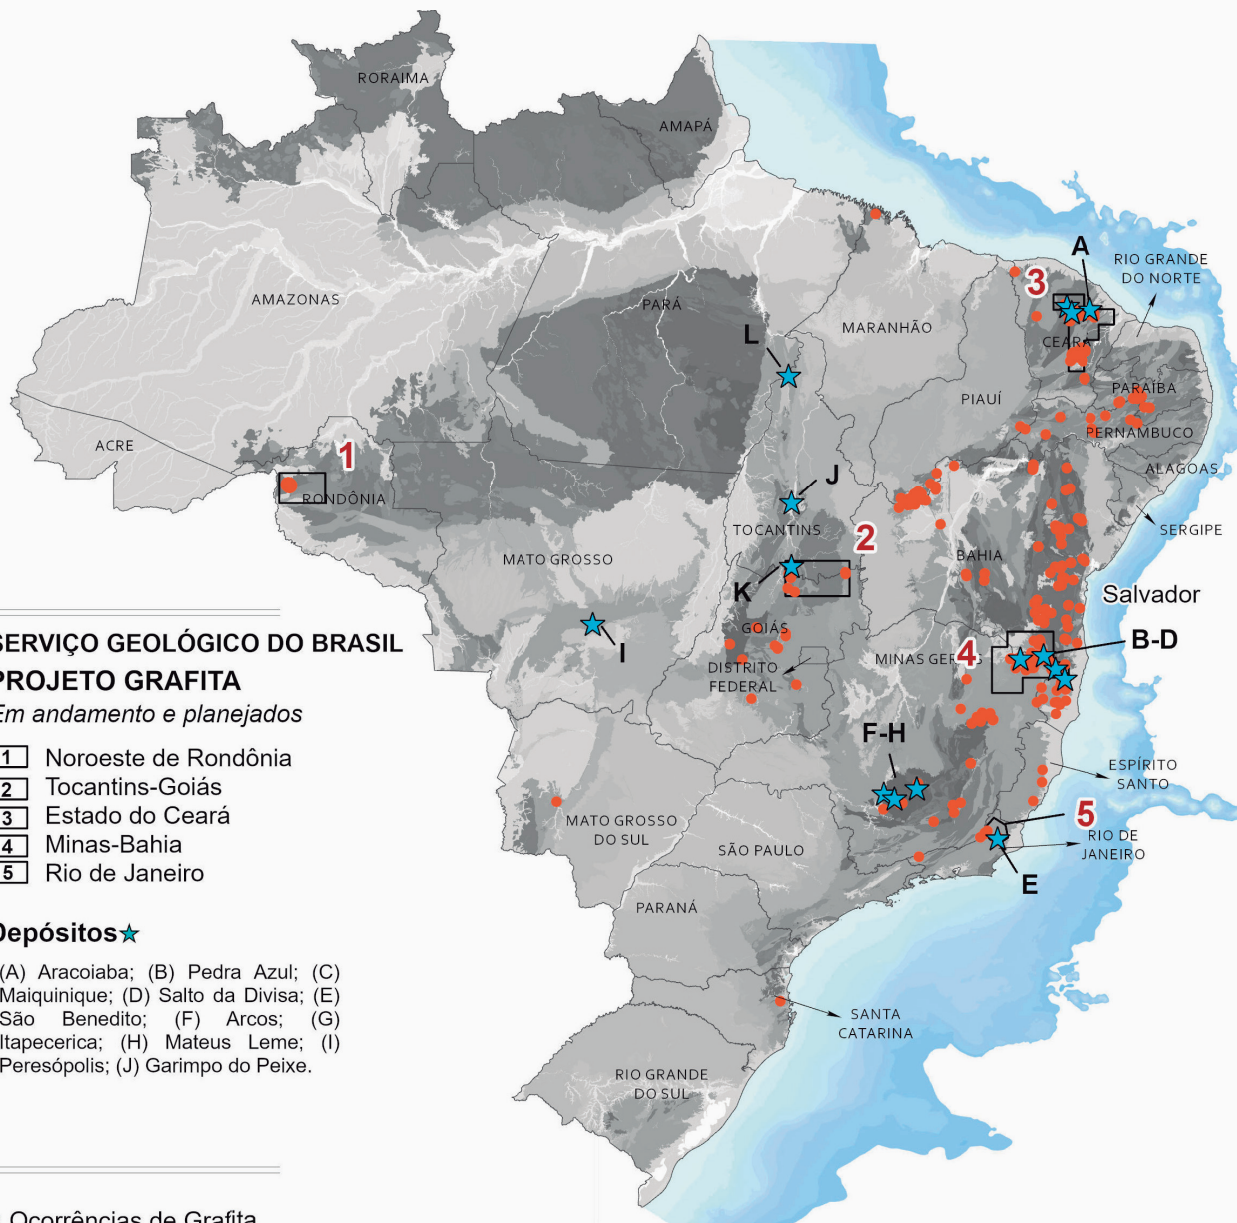 RORAIMA
AMAPÁ
A
RIO GRANDE
DO NORTE
3
AMAZONAS
PARÁ
MARANHÃO
L
CEARÁ
PARAÍBA
PIAUÍ
PERNAMBUCO
ACRE
1
ALAGOAS
RONDÔNIA
J
TOCANTINS
SERGIPE
2
MATO GROSSO
BAHIA
K
Salvador
GOIÁS
I
B-D
MINAS GERAIS
4
DISTRITO
FEDERAL
F-H
ESPÍRITO
SANTO
5
MATO GROSSO
DO SUL
SÃO PAULO
RIO DE
JANEIRO
E
PARANÁ
SANTA
CATARINA
RIO GRANDE
DO SUL
SERVIÇO GEOLÓGICO DO BRASIL
PROJETO GRAFITA
Em andamento e planejados
1 Noroeste de Rondônia
2 Tocantins-Goiás
3 Estado do Ceará
4 Minas-Bahia
5 Rio de Janeiro
Depósitos
(A) Aracoiaba; (B) Pedra Azul; (C)
Maiquinique; (D) Salto da Divisa; (E)
São Benedito; (F) Arcos; (G)
Itapecerica; (H) Mateus Leme; (I)
Peresópolis; (J) Garimpo do Peixe.
Ocorrências de Grafita